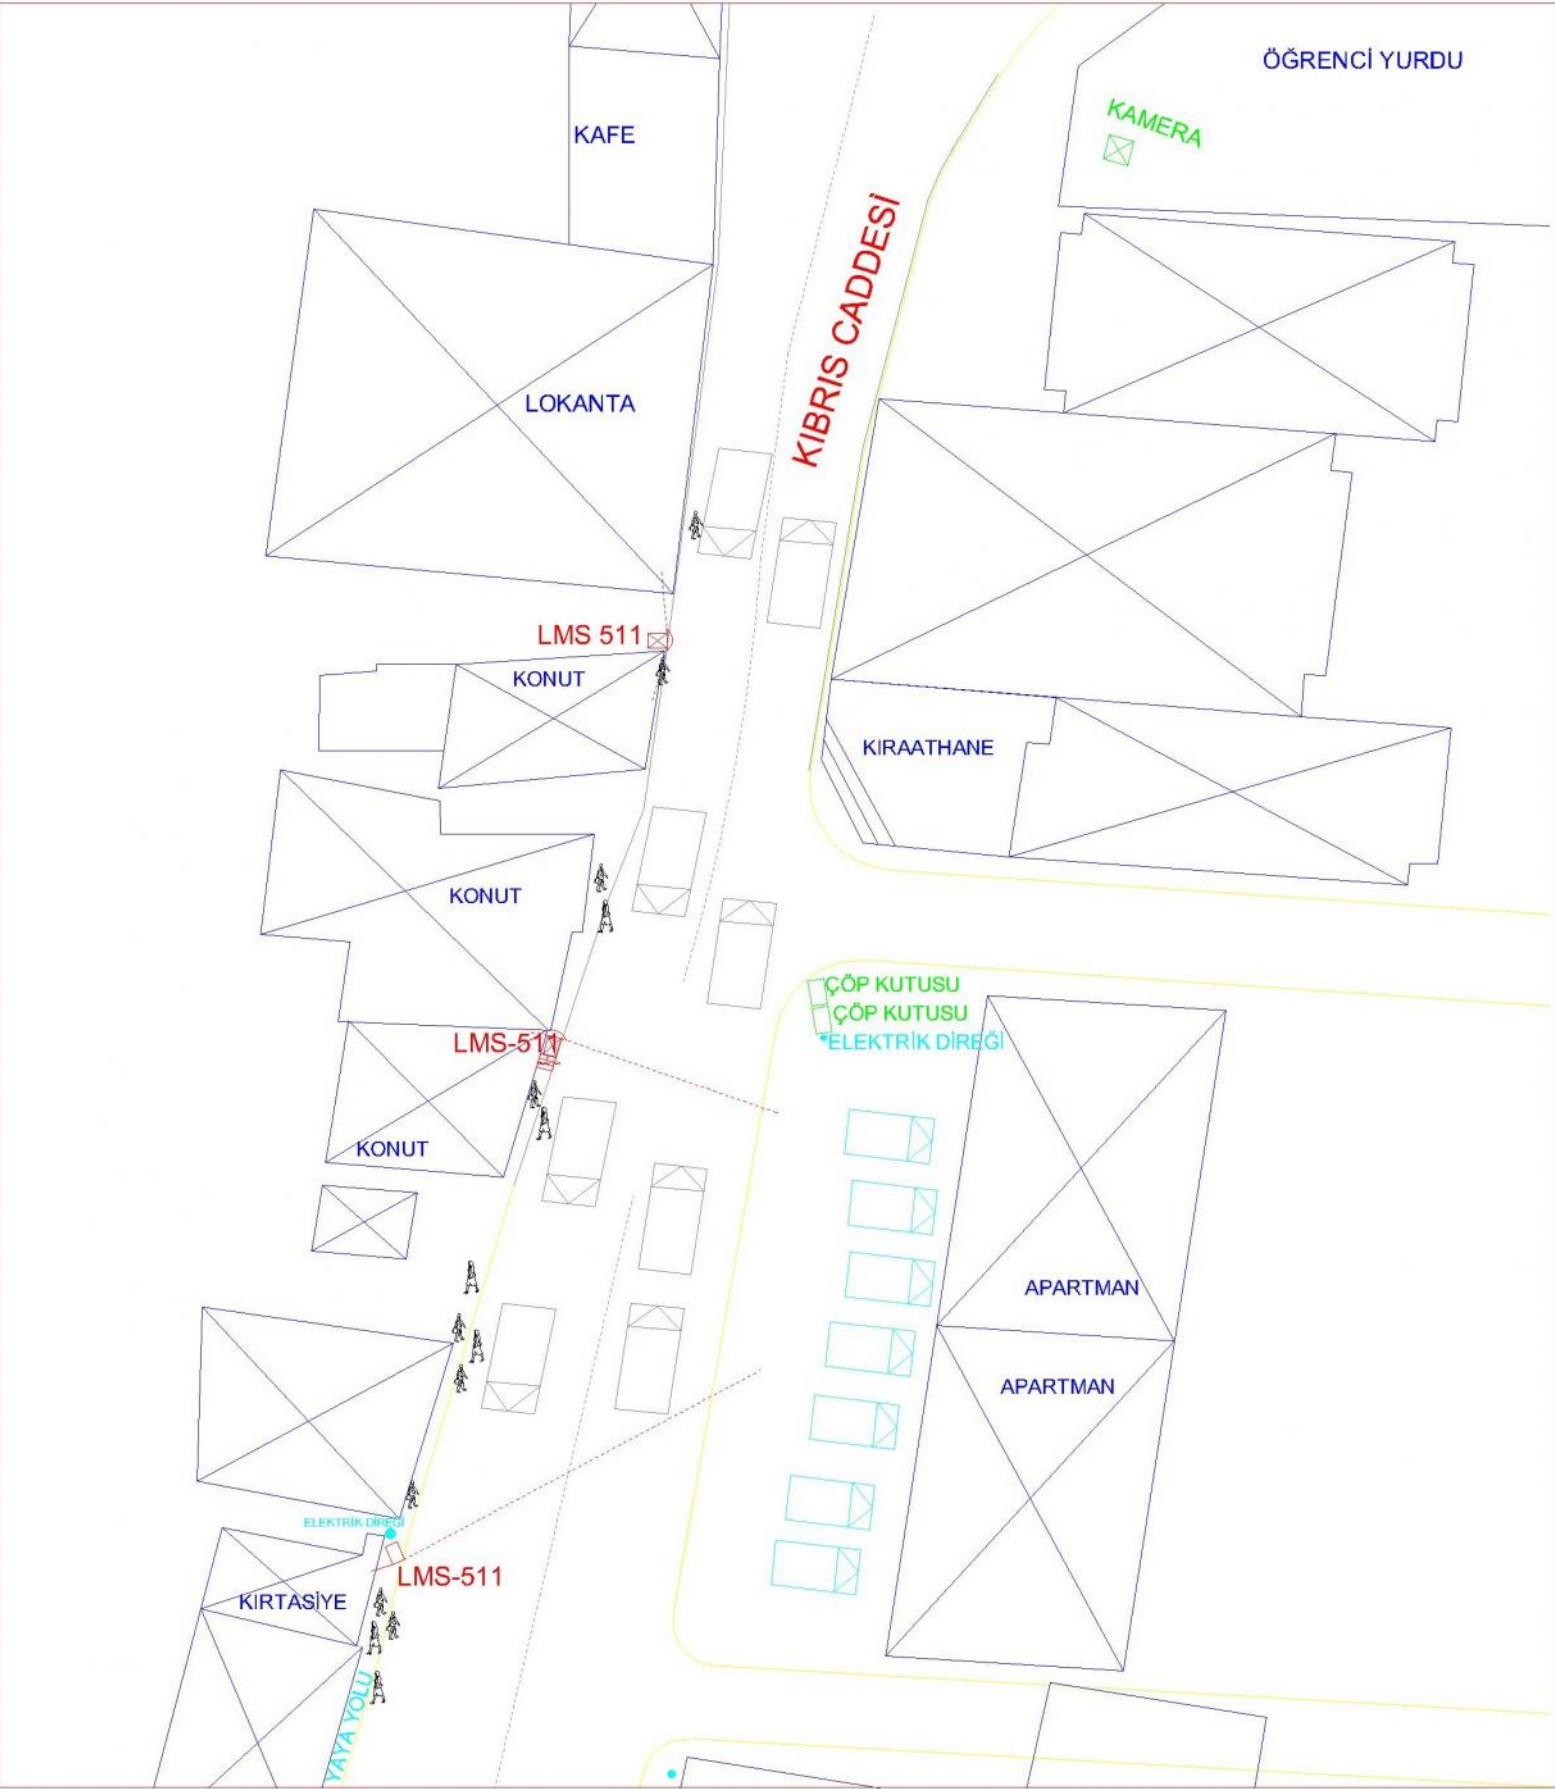 ÖĞRENCİ YURDU
KAMERA
KAFE
KIBRIS CADDESİ
LOKANTA
LMS 511
KONUT
KIRAATHANE
KONUT
ÇÖP KUTUSU
ÇÖP KUTUSU
ELEKTRİK DİREĞİ
LMS-511
KONUT
APARTMAN
APARTMAN
ELEKTRİK DİREĞİ
LMS-511
KIRTASİYE
YAYA YOLU